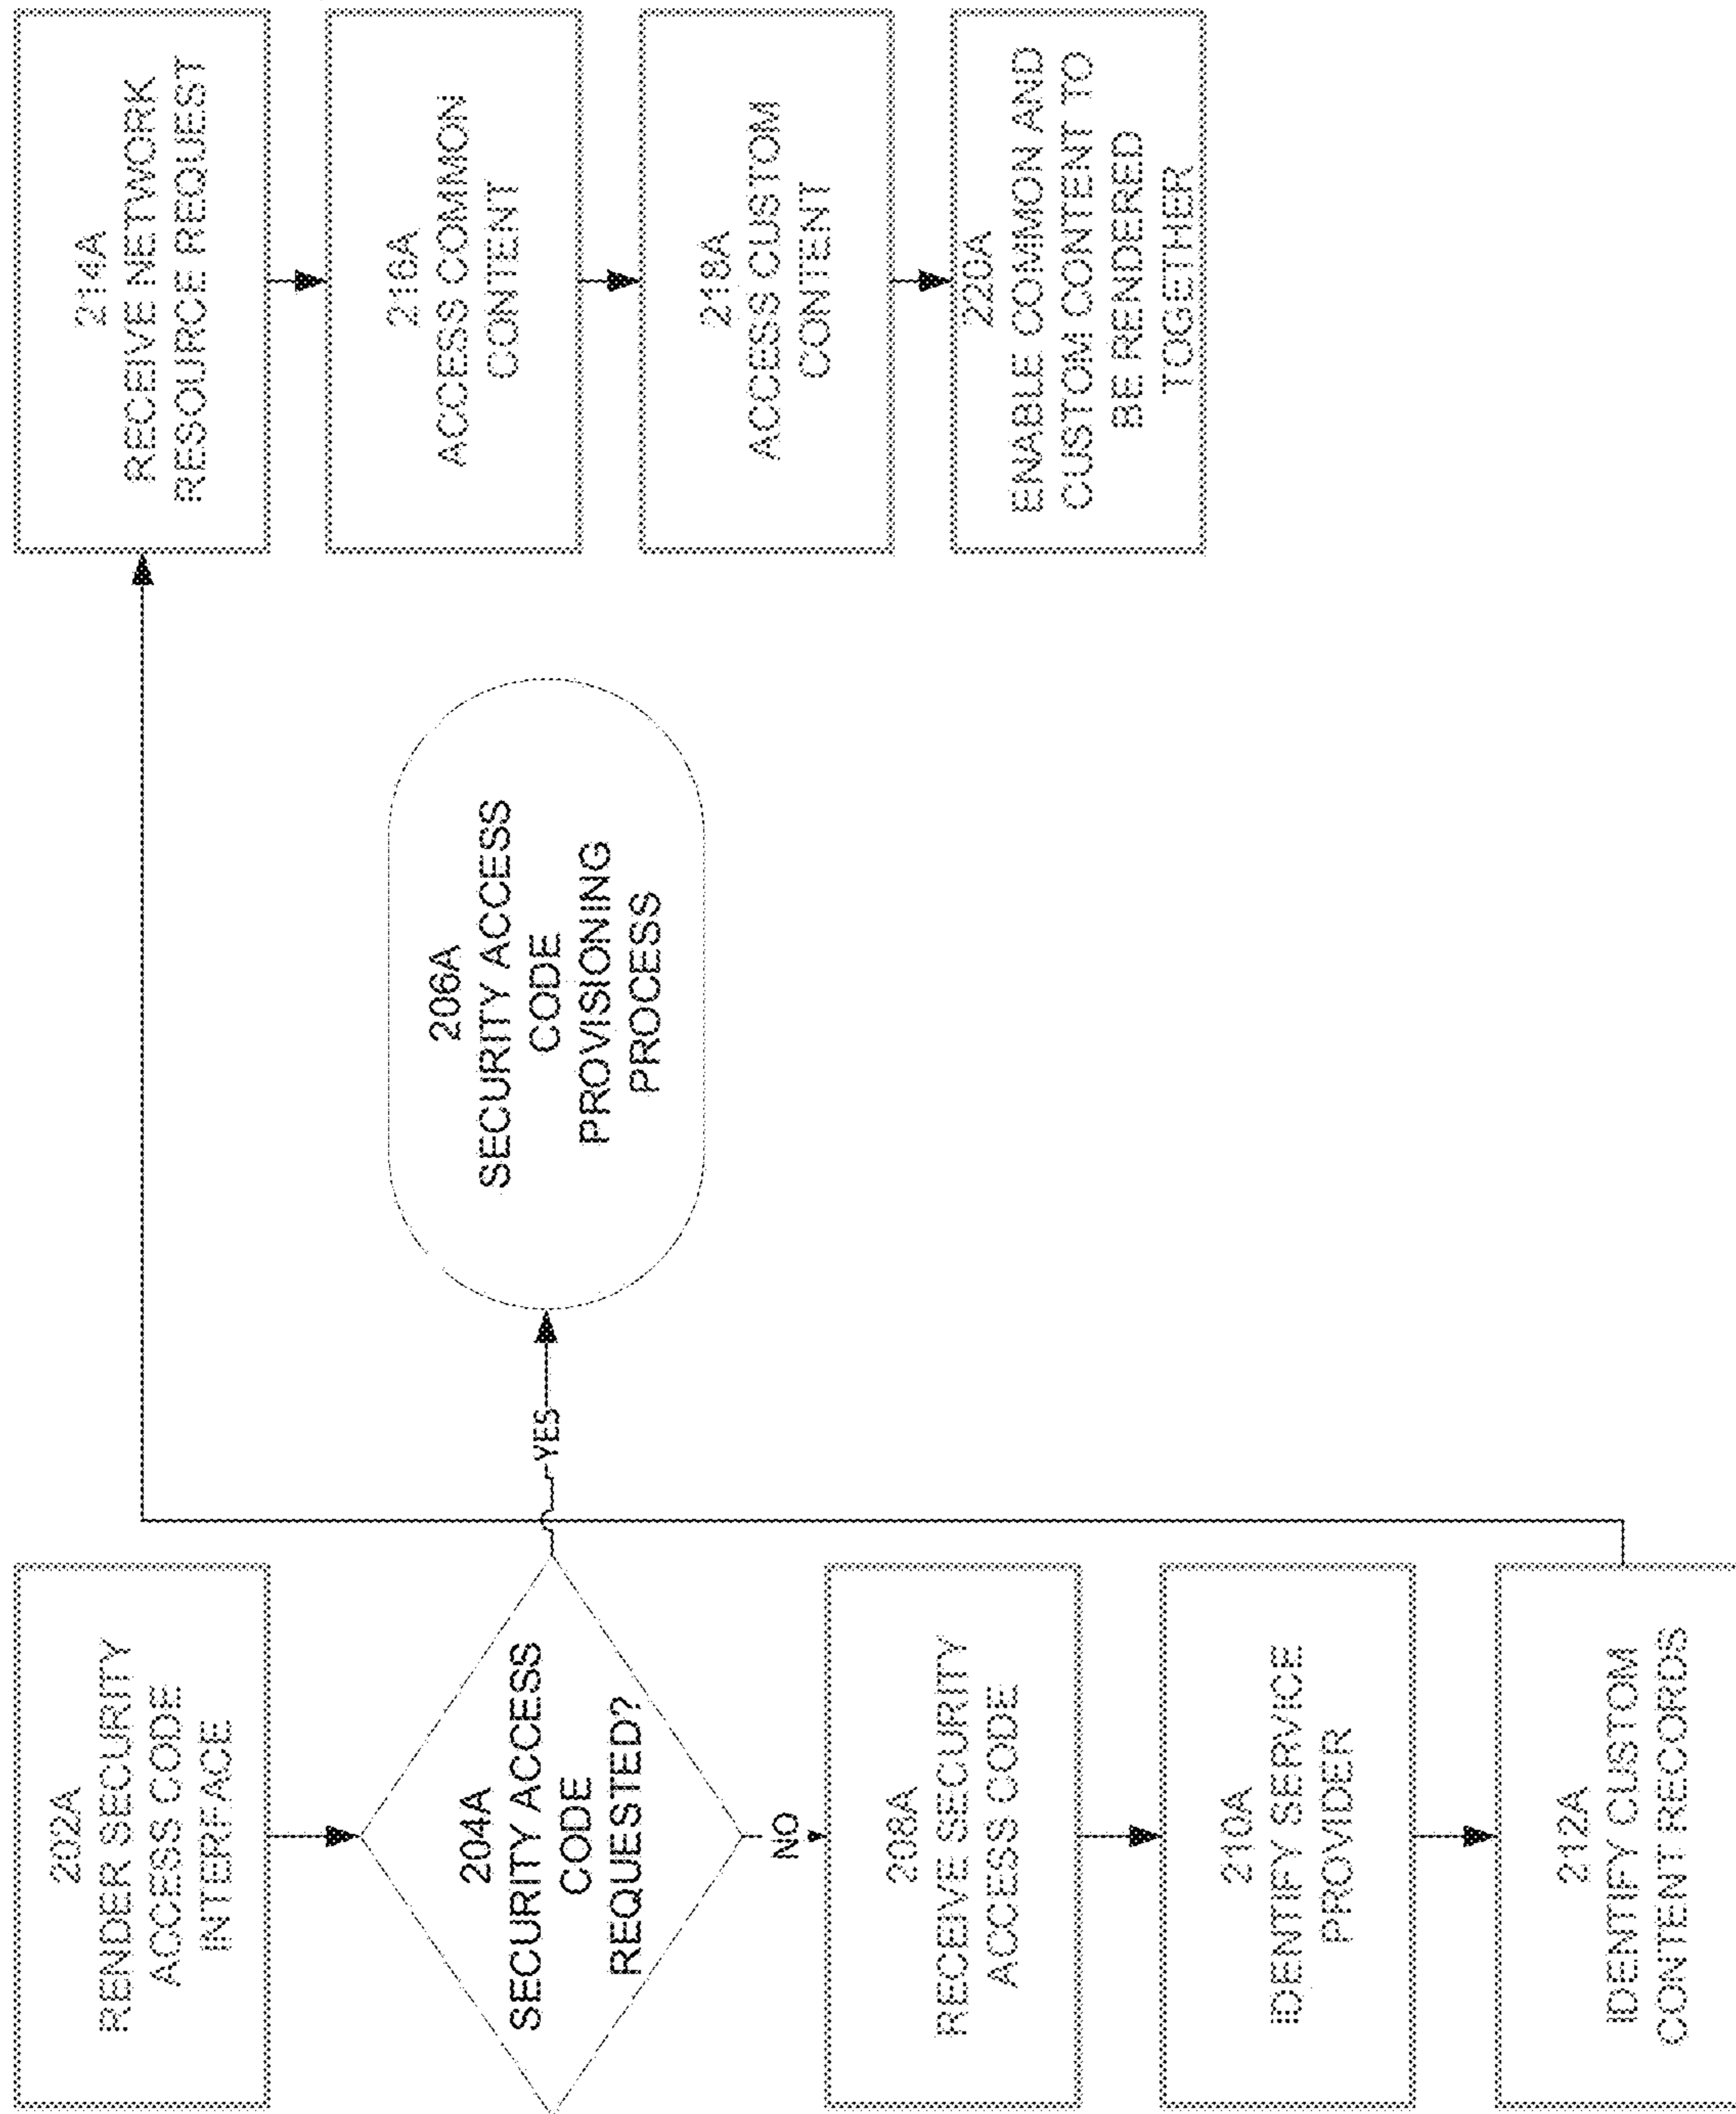 202A
RENDER SECURITY
ACCESS CODE
INTERFACE
204A
SECURITY ACCESS
CODE
REQUESTED?
YES
206A
SECURITY ACCESS
CODE
PROVISIONING
PROCESS
NO
208A
RECEIVE SECURITY
ACCESS CODE
210A
IDENTIFY SERVICE
PROVIDER
212A
IDENTIFY CUSTOM
CONTENT RECORDS
214A
RECEIVE NETWORK
RESOURCE REQUEST
216A
ACCESS COMMON
CONTENT
218A
ACCESS CUSTOM
CONTENT
220A
ENABLE COMMON AND
CUSTOM CONTENT TO
BE RENDERED
TOGETHER